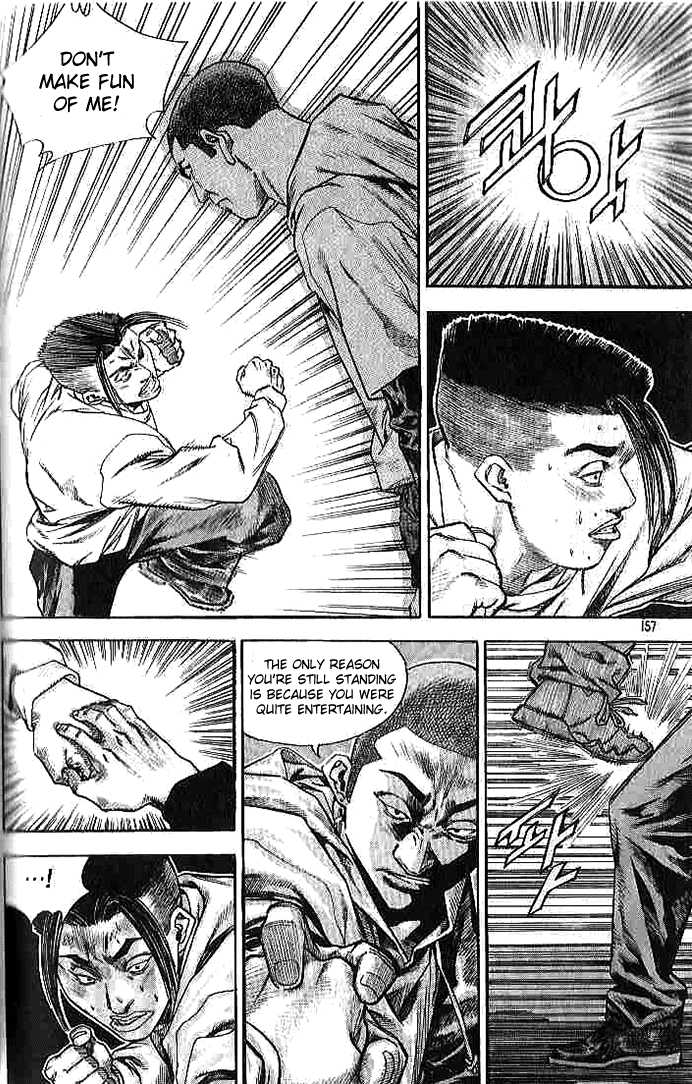 DON'T
MAKE FUN
OF ME!
콰아
157
THE ONLY REASON
YOU'RE STILL STANDING
IS BECAUSE YOU WERE
QUITE ENTERTAINING.
...!